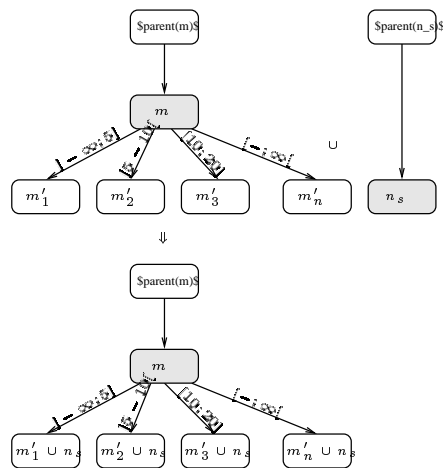 $parent(m)$ $parent(n_s)$
m
]−∞;5] [5−10[ [10;20[ [−;∞[
∪
m′₁ m′₂ m′₃ m′ₙ nₛ
⇓
$parent(m)$
m
]−∞;5] [5−10[ [10;20[ [−;∞[
m′₁ ∪ nₛ m′₂ ∪ nₛ m′₃ ∪ nₛ m′ₙ ∪ nₛ